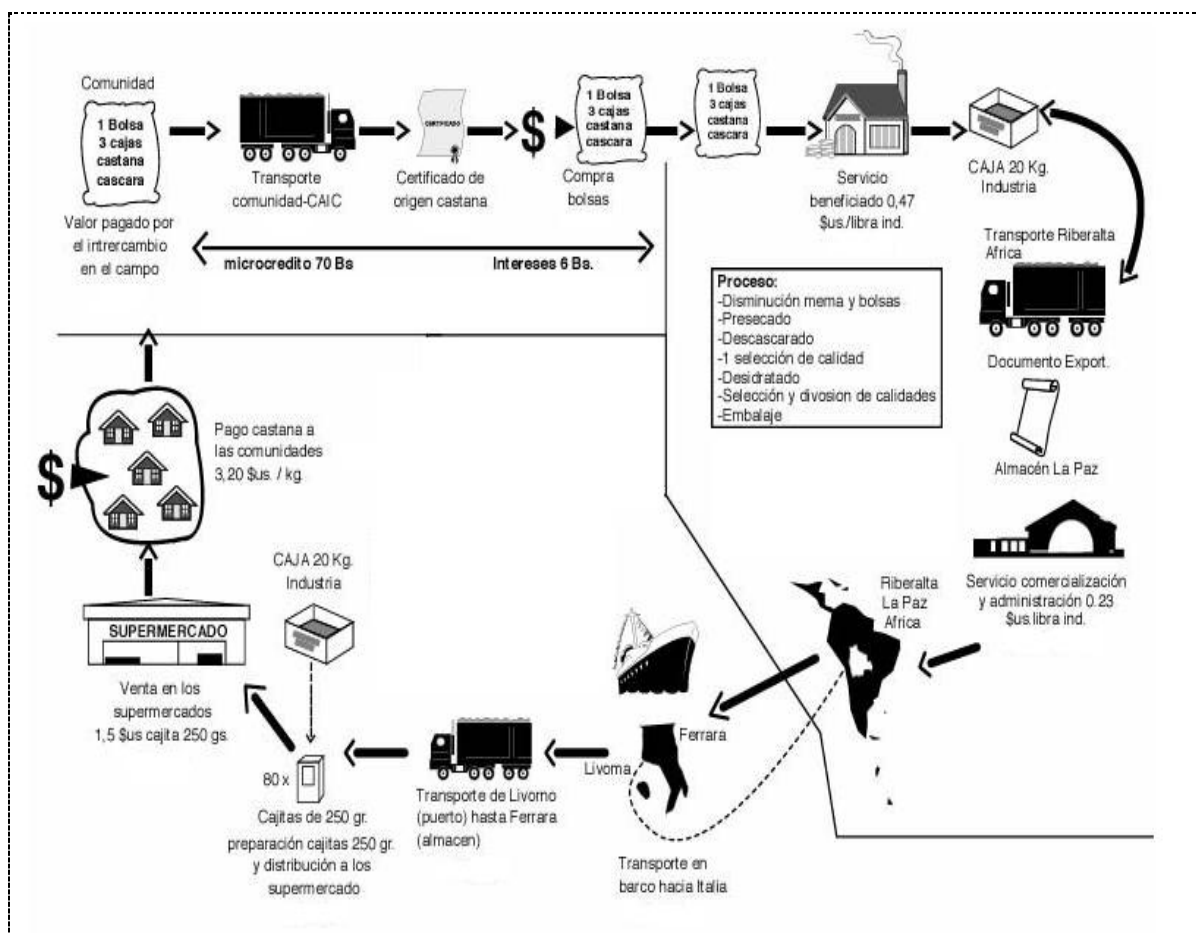 Comunidad
1 Bolsa
3 cajas
castana
cascara
Valor pagado por
el intrercambio
en el campo
Transporte
comunidad-CAIC
CERTIFICADO
Certificado de
origen castana
$
1 Bolsa
3 cajas
castana
cascara
Compra
bolsas
microcredito 70 Bs
Intereses 6 Bs.
1 Bolsa
3 cajas
castana
cascara
Servicio
beneficiado 0,47
$us./libra ind.
CAJA 20 Kg.
Industria
Transporte Riberalta
Africa
Documento Export.
Almacén La Paz
Proceso:
-Disminución mema y bolsas
-Presecado
-Descascarado
-1 selección de calidad
-Desidratado
-Selección y divosion de calidades
-Embalaje
Servicio comercialización
y administración 0.23
$us.libra ind.
Riberalta
La Paz
Africa
Ferrara
Livorna
Transporte en
barco hacia Italia
Transporte de Livorno
(puerto) hasta Ferrara
(almacen)
CAJA 20 Kg.
Industria
80 x
Cajitas de 250 gr.
preparación cajitas 250 gr.
y distribución a los
supermercado
SUPERMERCADO
Venta en los
supermercados
1,5 $us cajita 250 gs.
$
Pago castana a
las comunidades
3,20 $us. / kg.